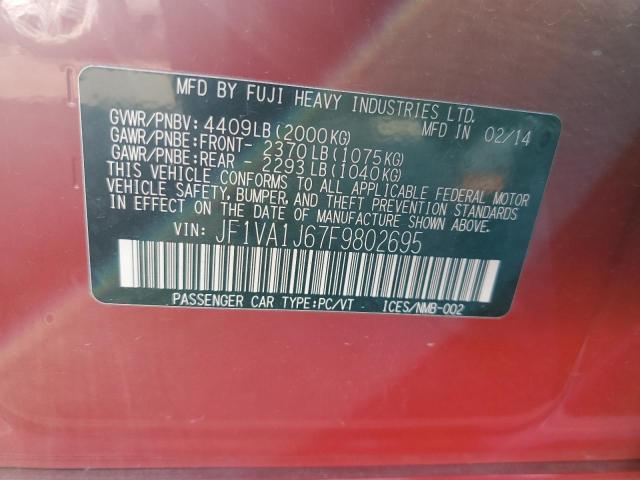 MFD BY FUJI HEAVY INDUSTRIES LTD.
GVWR/PNBV: 4409LB(2000KG) MFD IN 02/14
GAWR/PNBE:FRONT- 2370LB(1075KG)
GAWR/PNBE:REAR - 2293LB(1040KG)
THIS VEHICLE CONFORMS TO ALL APPLICABLE FEDERAL MOTOR
VEHICLE SAFETY, BUMPER, AND THEFT PREVENTION STANDARDS
IN EFFECT ON THE DATE OF MANUFACTURE SHOWN ABOVE.
VIN: JF1VA1J67F9802695
PASSENGER CAR TYPE:PC/VT ICES/NMB-002